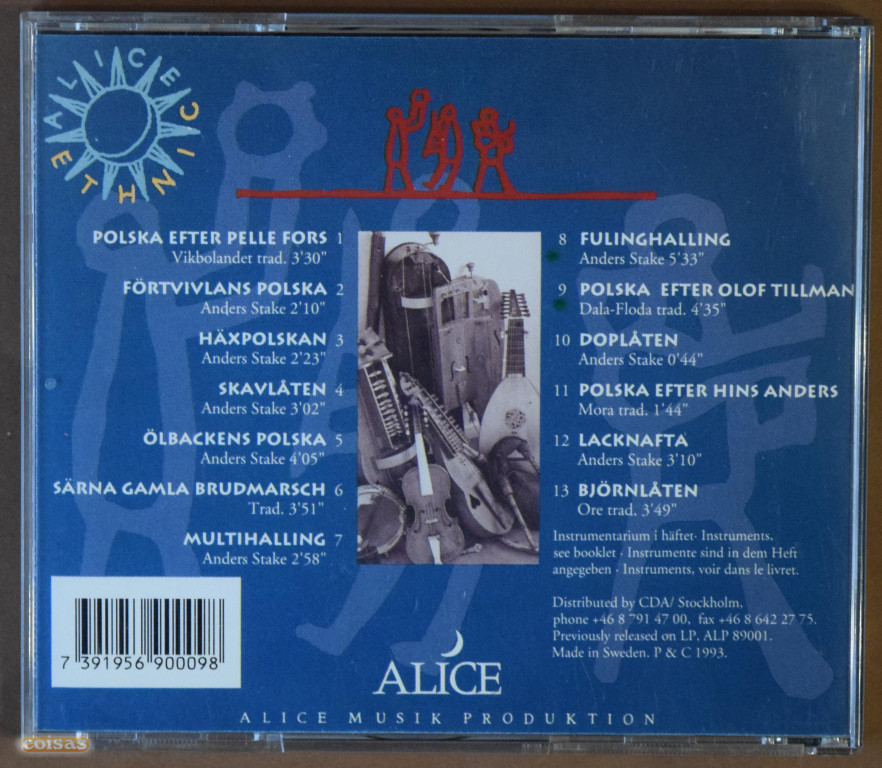 ALICE ETHNIC
POLSKA EFTER PELLE FORS 1
Vikbolandet trad. 3'30"
FÖRTVIVLANS POLSKA 2
Anders Stake 2'10"
HÄXPOLSKAN 3
Anders Stake 2'23"
SKAVLÅTEN 4
Anders Stake 3'02"
ÖLBACKENS POLSKA 5
Anders Stake 4'05"
SÄRNA GAMLA BRUDMARSCH 6
Trad. 3'51"
MULTIHALLING 7
Anders Stake 2'58"
8 FULINGHALLING
Anders Stake 5'33"
9 POLSKA EFTER OLOF TILLMAN
Dala-Floda trad. 4'35"
10 DOPLÅTEN
Anders Stake 0'44"
11 POLSKA EFTER HINS ANDERS
Mora trad. 1'44"
12 LACKNAFTA
Anders Stake 3'10"
13 BJÖRNLÅTEN
Ore trad. 3'49"
Instrumentarium i häftet · Instruments,
see booklet · Instrumente sind in dem Heft
angegeben · Instruments, voir dans le livret.
Distributed by CDA/ Stockholm,
phone +46 8 791 47 00, fax +46 8 642 27 75.
Previously released on LP, ALP 89001.
Made in Sweden. P & C 1993.
7 391956 900098
ALICE
ALICE MUSIK PRODUKTION
coisas